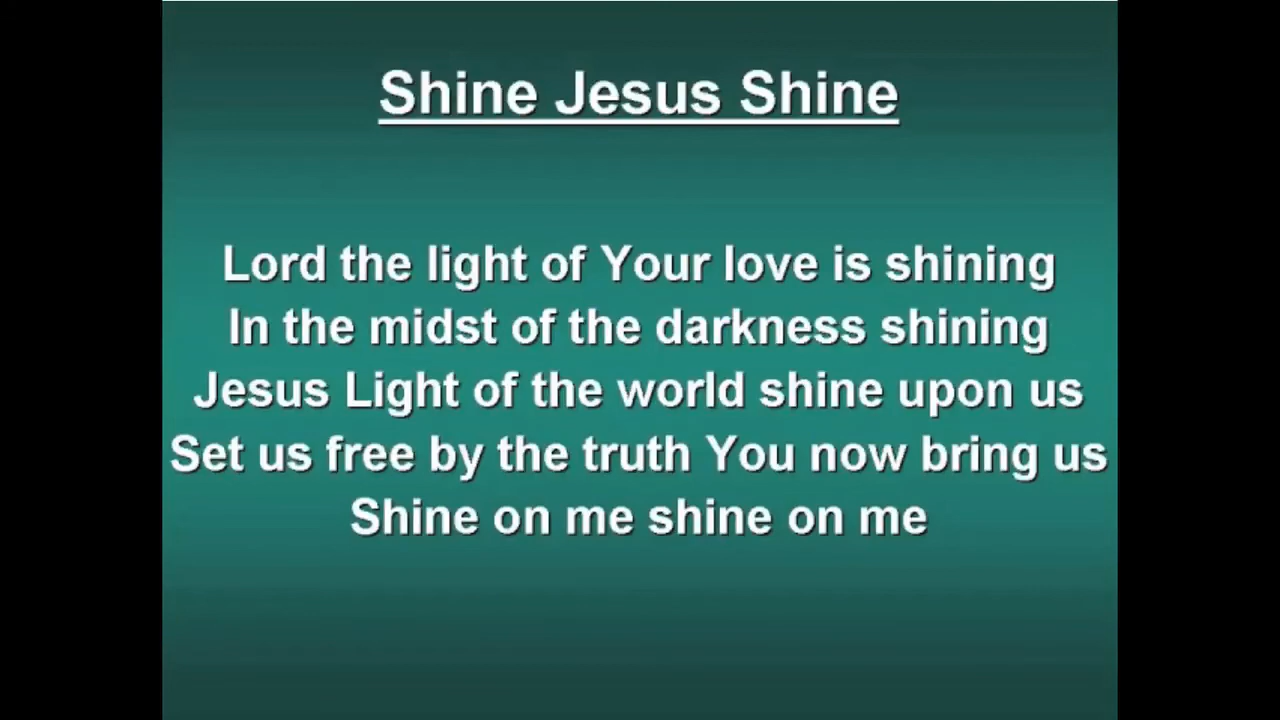 Shine Jesus Shine
Lord the light of Your love is shining
In the midst of the darkness shining
Jesus Light of the world shine upon us
Set us free by the truth You now bring us
Shine on me shine on me